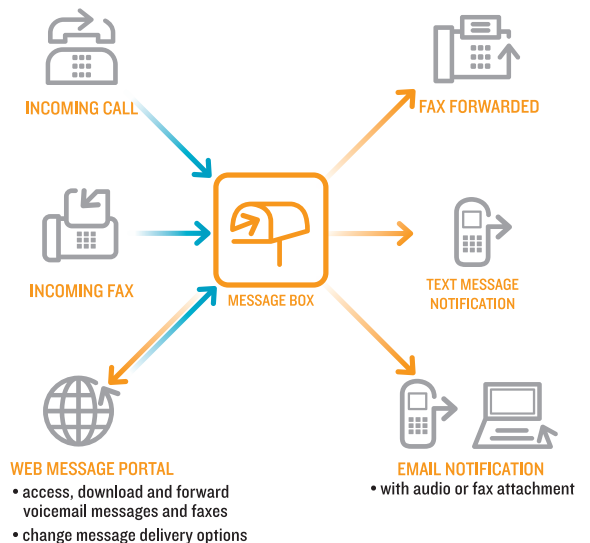 INCOMING CALL
FAX FORWARDED
INCOMING FAX
MESSAGE BOX
TEXT MESSAGE
NOTIFICATION
WEB MESSAGE PORTAL
• access, download and forward
voicemail messages and faxes
• change message delivery options
EMAIL NOTIFICATION
• with audio or fax attachment